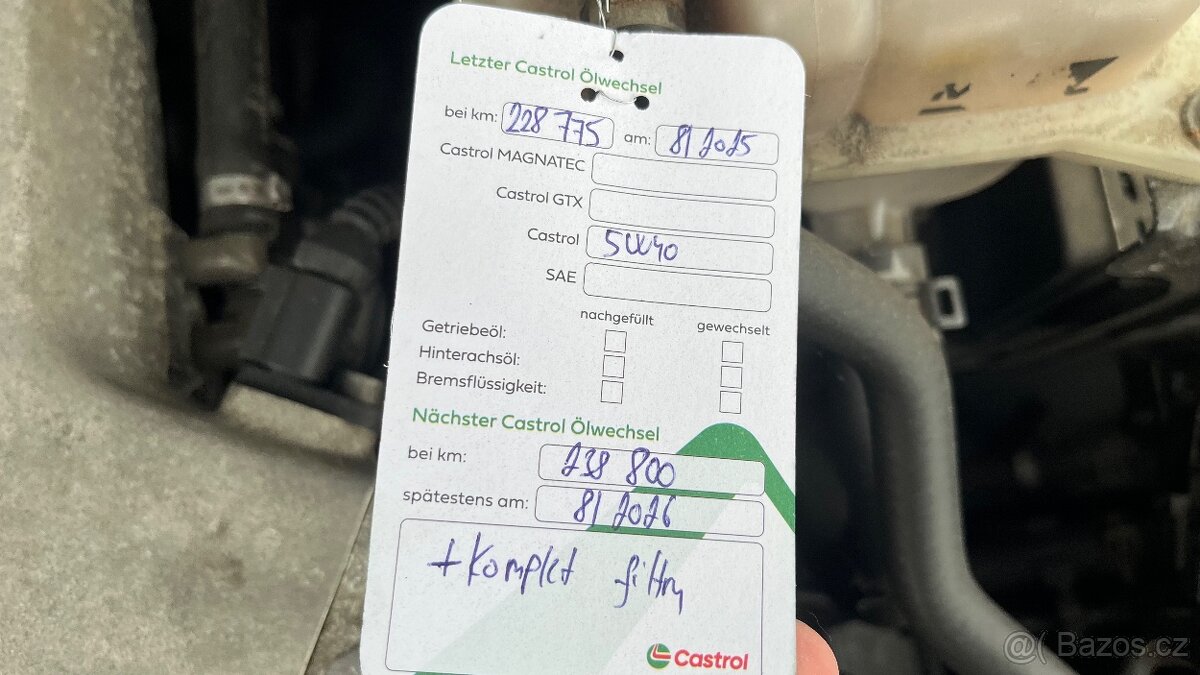 Letzter Castrol Ölwechsel
bei km: 228 775 am: 8/2025
Castrol MAGNATEC
Castrol GTX
Castrol 5W40
SAE
nachgefüllt gewechselt
Getriebeöl:
Hinterachsöl:
Bremsflüssigkeit:
Nächster Castrol Ölwechsel
bei km: 238 800
spätestens am: 8/2026
+ Komplet filtry
Castrol
Bazos.cz